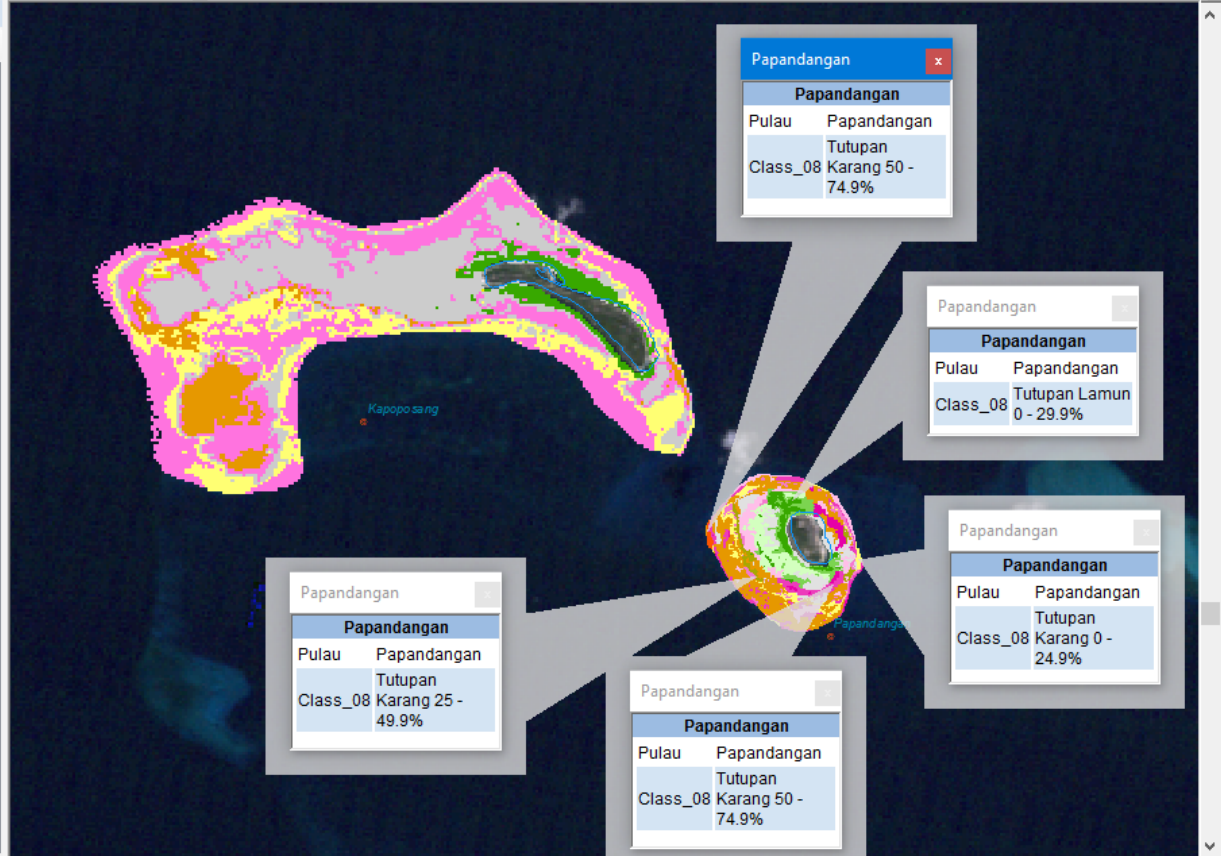 Papandangan
x
Papandangan
Pulau Papandangan
Class_08 Tutupan
Karang 50 -
74.9%
Papandangan
x
Papandangan
Pulau Papandangan
Class_08 Tutupan Lamun
0 - 29.9%
Kapoposang
Papandangan
x
Papandangan
Pulau Papandangan
Class_08 Tutupan
Karang 0 -
24.9%
Papandangan
x
Papandangan
Pulau Papandangan
Class_08 Tutupan
Karang 25 -
49.9%
Papandangan
Papandangan
x
Papandangan
Pulau Papandangan
Class_08 Tutupan
Karang 50 -
74.9%